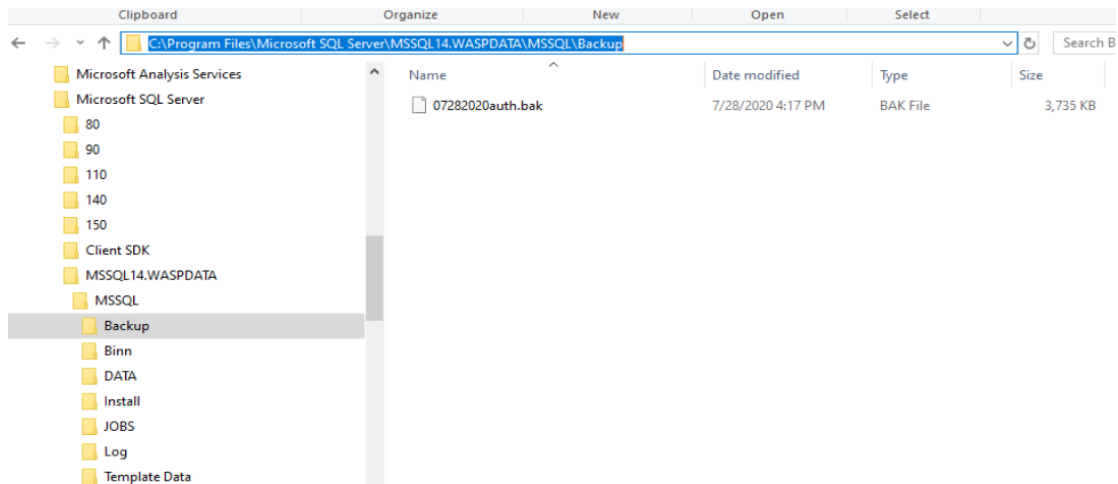 Clipboard Organize New Open Select
C:\Program Files\Microsoft SQL Server\MSSQL14.WASPDATA\MSSQL\Backup Search B
Microsoft Analysis Services Name Date modified Type Size
Microsoft SQL Server 07282020auth.bak 7/28/2020 4:17 PM BAK File 3,735 KB
80
90
110
140
150
Client SDK
MSSQL14.WASPDATA
MSSQL
Backup
Binn
DATA
Install
JOBS
Log
Template Data